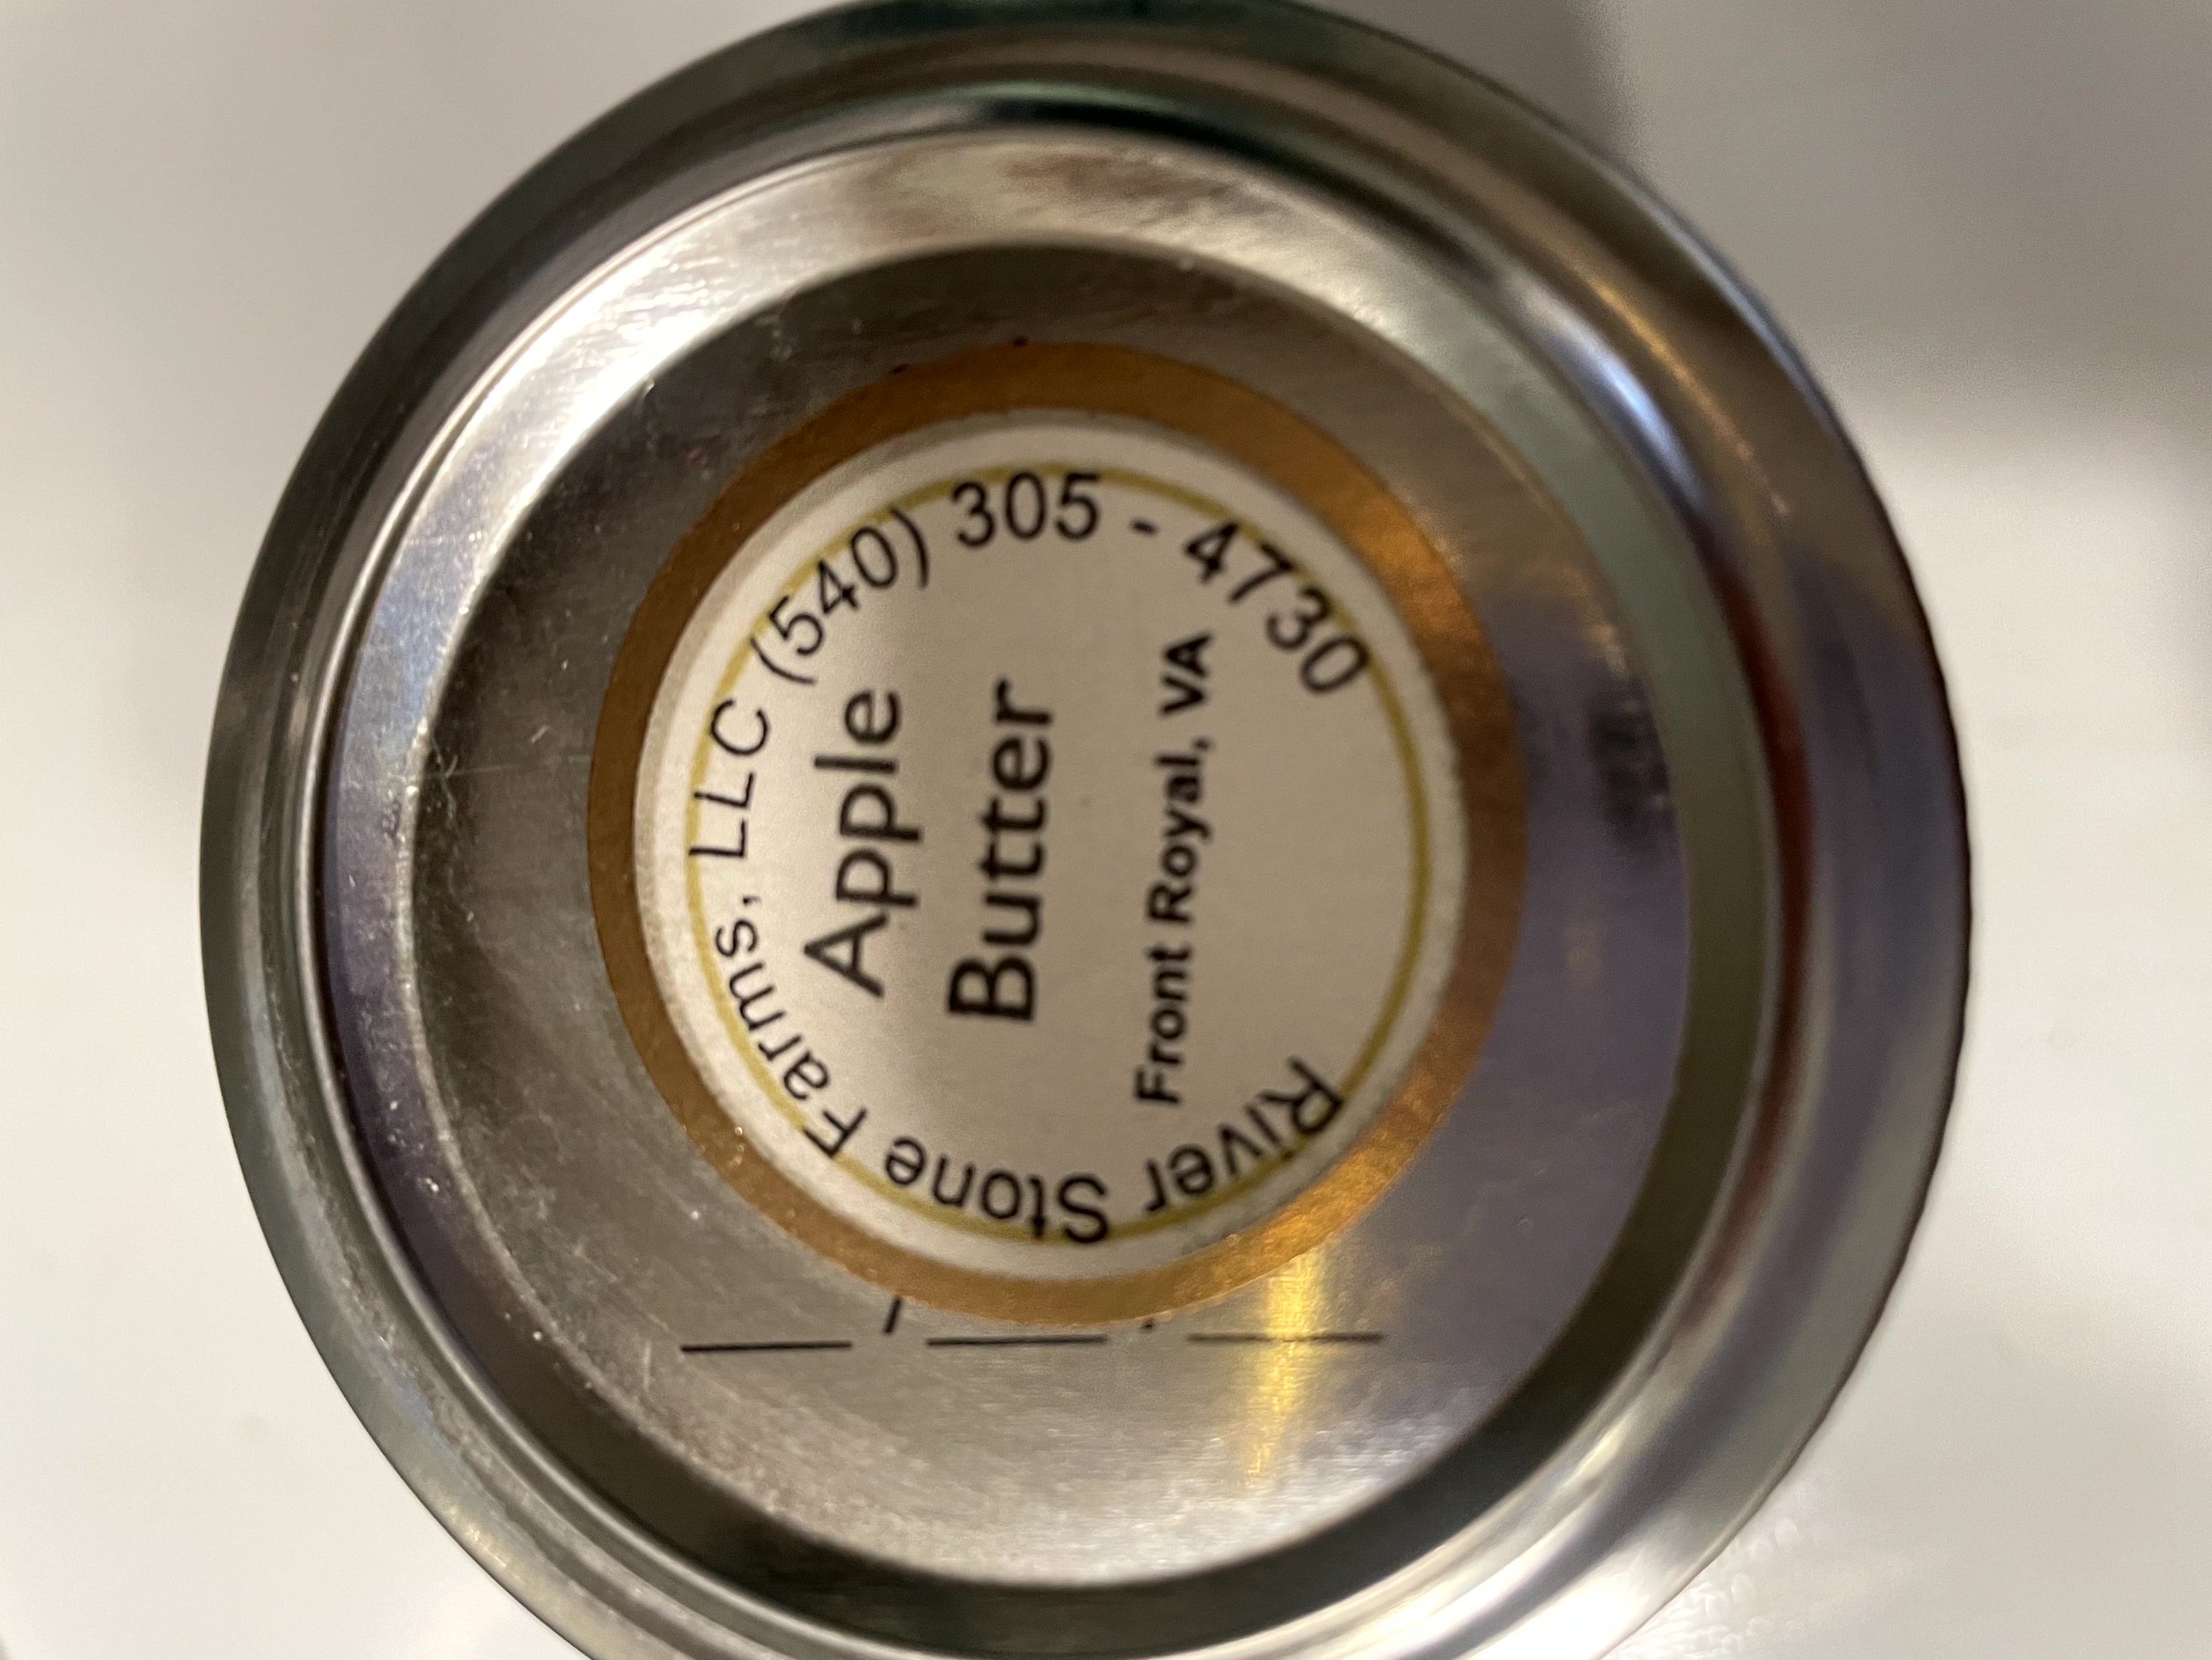 River Stone Farms, LLC (540) 305 - 4730
Apple
Butter
Front Royal, VA